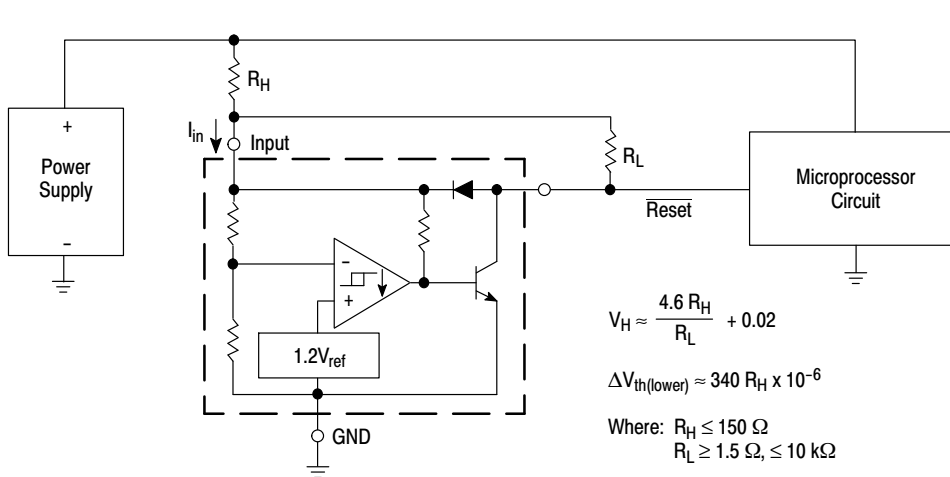 R_H
I_in
Input
+
Power
Supply
–
R_L
Reset
Microprocessor
Circuit
–
+
1.2V_ref
GND
V_H ≈ 4.6 R_H / R_L + 0.02
ΔV_th(lower) ≈ 340 R_H x 10^–6
Where: R_H ≤ 150 Ω
R_L ≥ 1.5 Ω, ≤ 10 kΩ